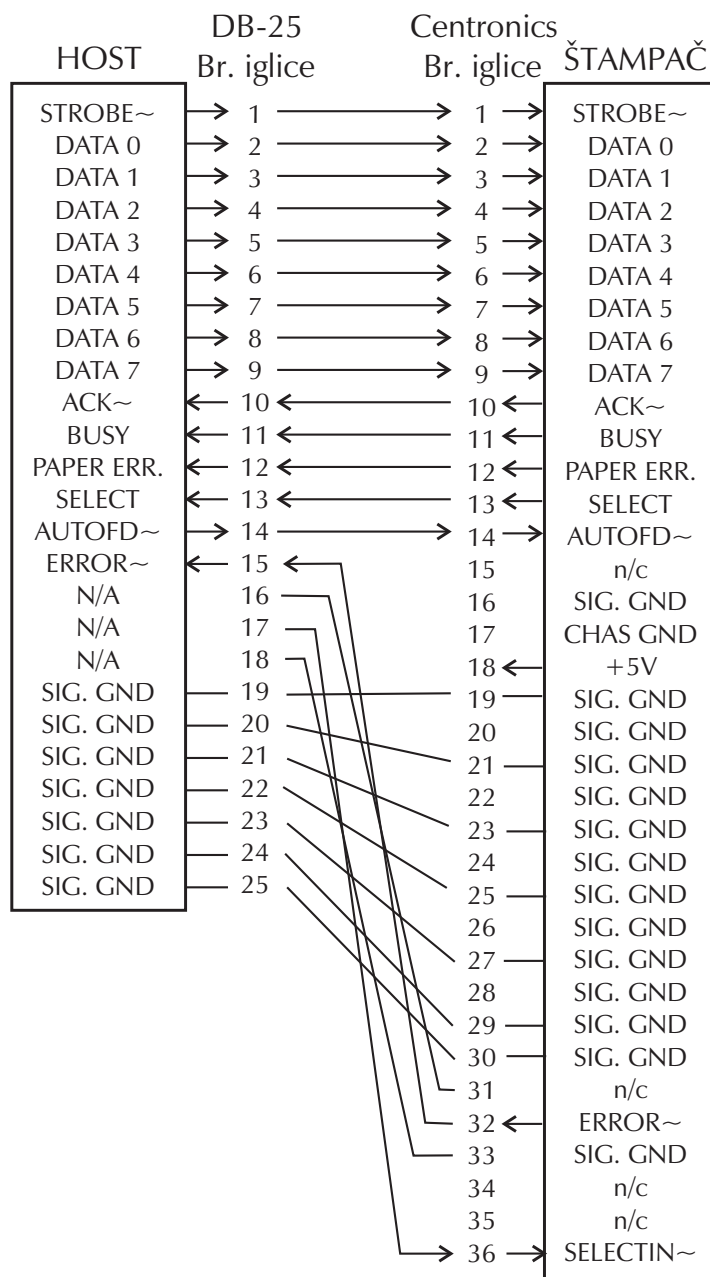 DB-25 Centronics
HOST Br. iglice Br. iglice ŠTAMPAČ
STROBE~ 1 1 STROBE~
DATA 0 2 2 DATA 0
DATA 1 3 3 DATA 1
DATA 2 4 4 DATA 2
DATA 3 5 5 DATA 3
DATA 4 6 6 DATA 4
DATA 5 7 7 DATA 5
DATA 6 8 8 DATA 6
DATA 7 9 9 DATA 7
ACK~ 10 10 ACK~
BUSY 11 11 BUSY
PAPER ERR. 12 12 PAPER ERR.
SELECT 13 13 SELECT
AUTOFD~ 14 14 AUTOFD~
ERROR~ 15 15 n/c
N/A 16 16 SIG. GND
N/A 17 17 CHAS GND
N/A 18 18 +5V
SIG. GND 19 19 SIG. GND
SIG. GND 20 20 SIG. GND
SIG. GND 21 21 SIG. GND
SIG. GND 22 22 SIG. GND
SIG. GND 23 23 SIG. GND
SIG. GND 24 24 SIG. GND
SIG. GND 25 25 SIG. GND
26 SIG. GND
27 SIG. GND
28 SIG. GND
29 SIG. GND
30 SIG. GND
31 n/c
32 ERROR~
33 SIG. GND
34 n/c
35 n/c
36 SELECTIN~